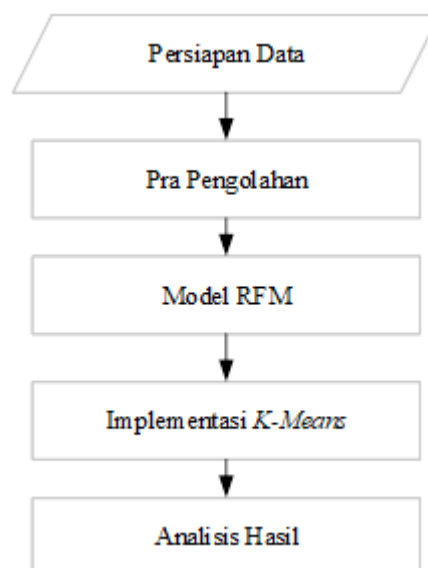 Persiapan Data
Pra Pengolahan
Model RFM
Implementasi K-Means
Analisis Hasil